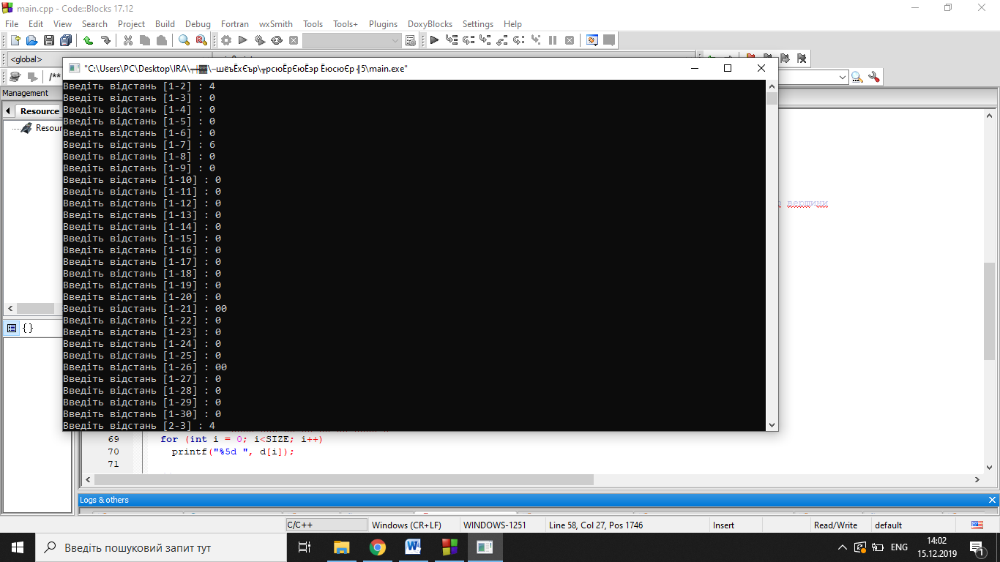 main.cpp - Code::Blocks 17.12
File Edit View Search Project Build Debug Fortran wxSmith Tools Tools+ Plugins DoxyBlocks Settings Help
<global>
/**
Management
Resource
Resour
"C:\Users\PC\Desktop\IRA\
\main.exe"
Введіть відстань [1-2] : 4
Введіть відстань [1-3] : 0
Введіть відстань [1-4] : 0
Введіть відстань [1-5] : 0
Введіть відстань [1-6] : 0
Введіть відстань [1-7] : 6
Введіть відстань [1-8] : 0
Введіть відстань [1-9] : 0
Введіть відстань [1-10] : 0
Введіть відстань [1-11] : 0
Введіть відстань [1-12] : 0
Введіть відстань [1-13] : 0
Введіть відстань [1-14] : 0
Введіть відстань [1-15] : 0
Введіть відстань [1-16] : 0
Введіть відстань [1-17] : 0
Введіть відстань [1-18] : 0
Введіть відстань [1-19] : 0
Введіть відстань [1-20] : 0
Введіть відстань [1-21] : 00
Введіть відстань [1-22] : 0
Введіть відстань [1-23] : 0
Введіть відстань [1-24] : 0
Введіть відстань [1-25] : 0
Введіть відстань [1-26] : 00
Введіть відстань [1-27] : 0
Введіть відстань [1-28] : 0
Введіть відстань [1-29] : 0
Введіть відстань [1-30] : 0
Введіть відстань [2-3] : 4
вершини
{}
69 for (int i = 0; i<SIZE; i++)
70 printf("%5d ", d[i]);
71
Logs & others
C/C++ Windows (CR+LF) WINDOWS-1251 Line 58, Col 27, Pos 1746 Insert Read/Write default
Введіть пошуковий запит тут
ENG
14:02
15.12.2019
1